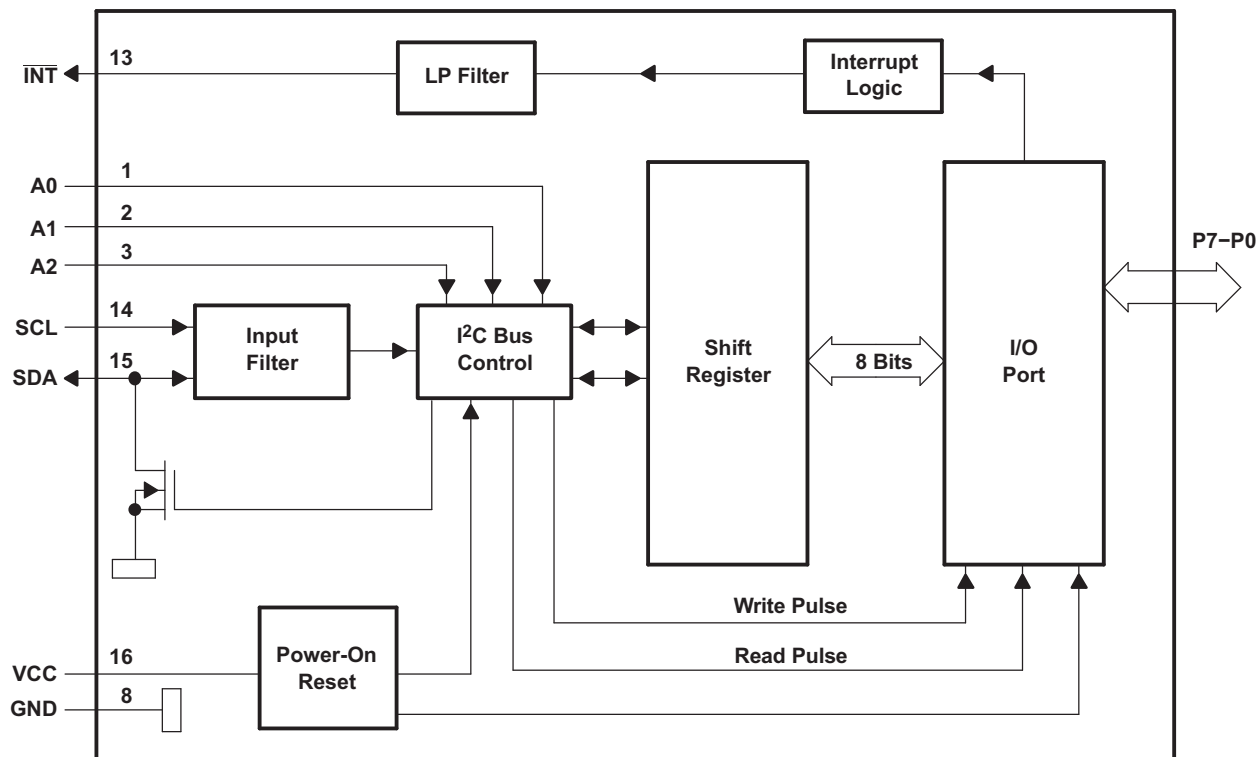 INT
13
LP Filter
Interrupt
Logic
A0
1
A1
2
A2
3
P7–P0
SCL
14
SDA
15
Input
Filter
I²C Bus
Control
Shift
Register
8 Bits
I/O
Port
Write Pulse
Read Pulse
VCC
16
GND
8
Power-On
Reset